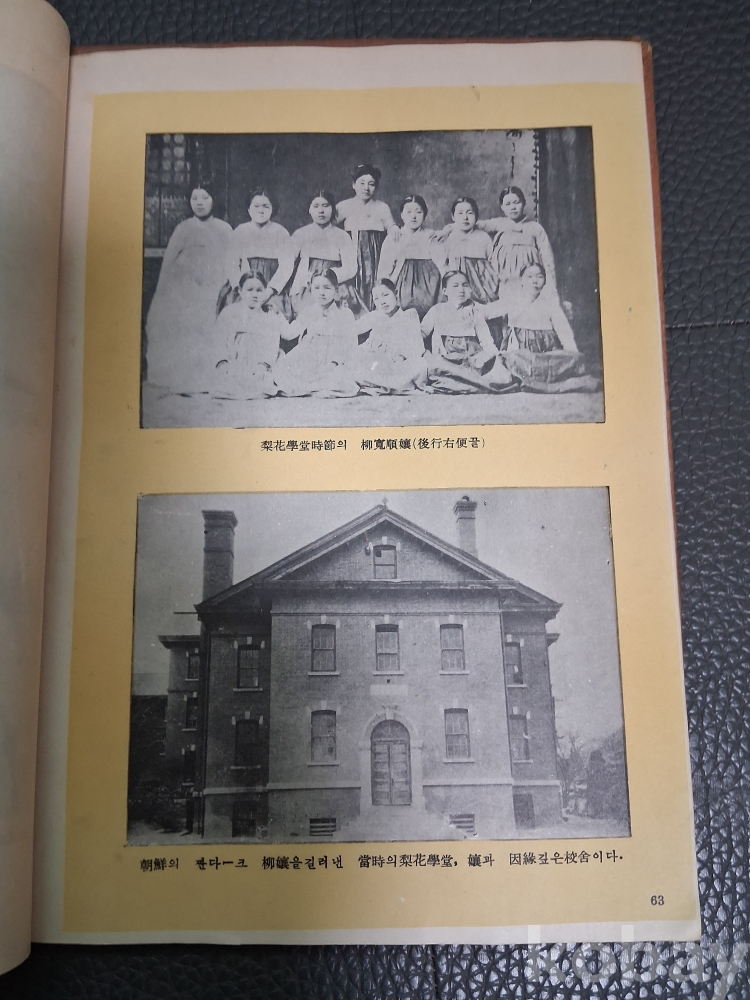 梨花學堂時節의 柳寬順孃(後行右便끝)
朝鮮의 짠다ー크 柳孃을길러낸 當時의梨花學堂, 孃과 因緣깊은校舍이다.
63